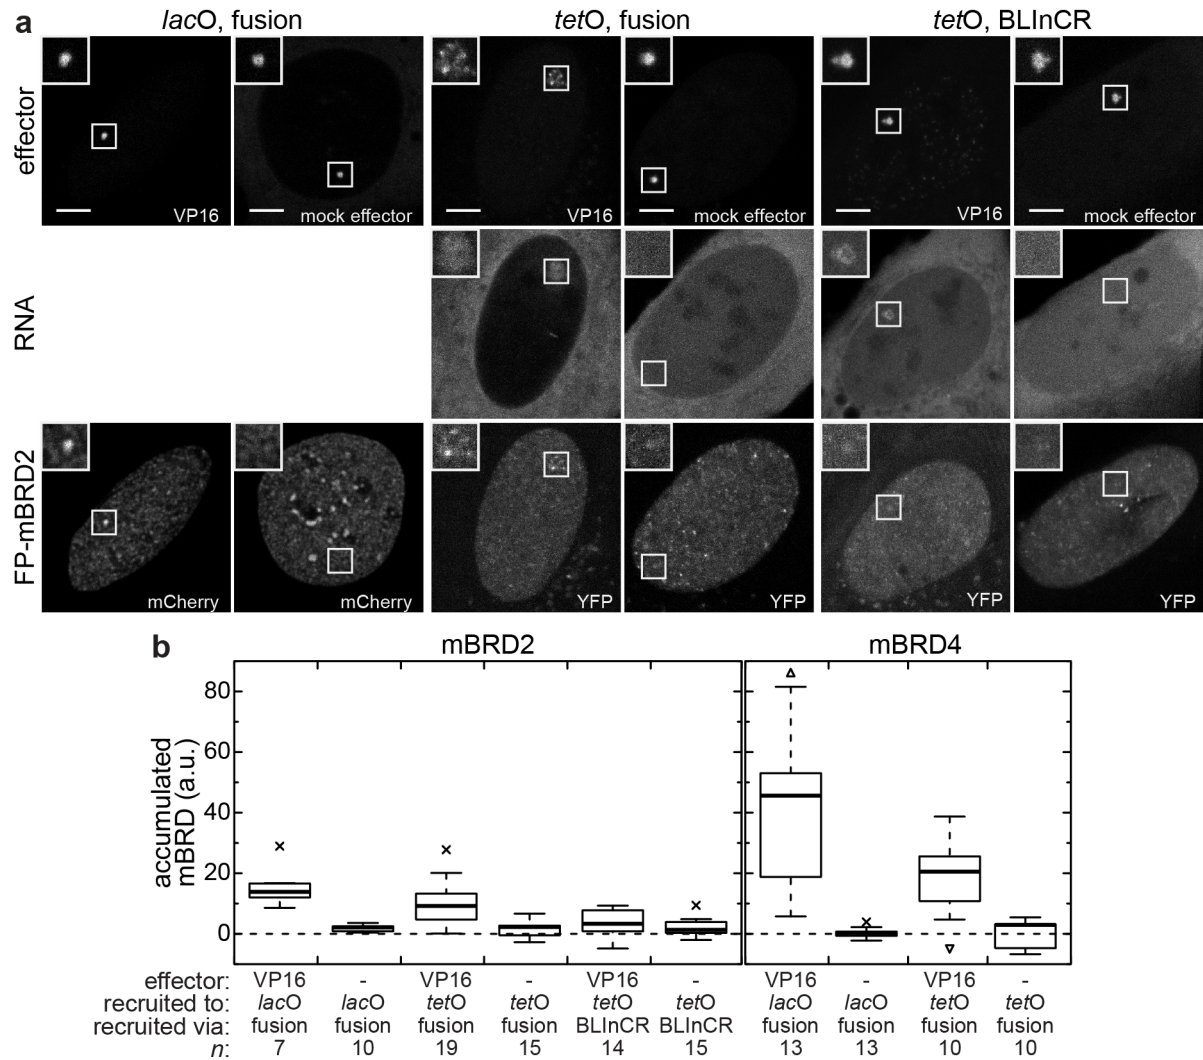 a
lacO, fusion tetO, fusion tetO, BLInCR
effector
VP16 mock effector VP16 mock effector VP16 mock effector
RNA
FP-mBRD2
mCherry mCherry YFP YFP YFP YFP
b
mBRD2 mBRD4
accumulated
mBRD (a.u.)
80
60
40
20
0
effector: VP16 - VP16 - VP16 - VP16 - VP16 -
recruited to: lacO lacO tetO tetO tetO tetO lacO lacO tetO tetO
recruited via: fusion fusion fusion fusion BLInCR BLInCR fusion fusion fusion fusion
n: 7 10 19 15 14 15 13 13 10 10